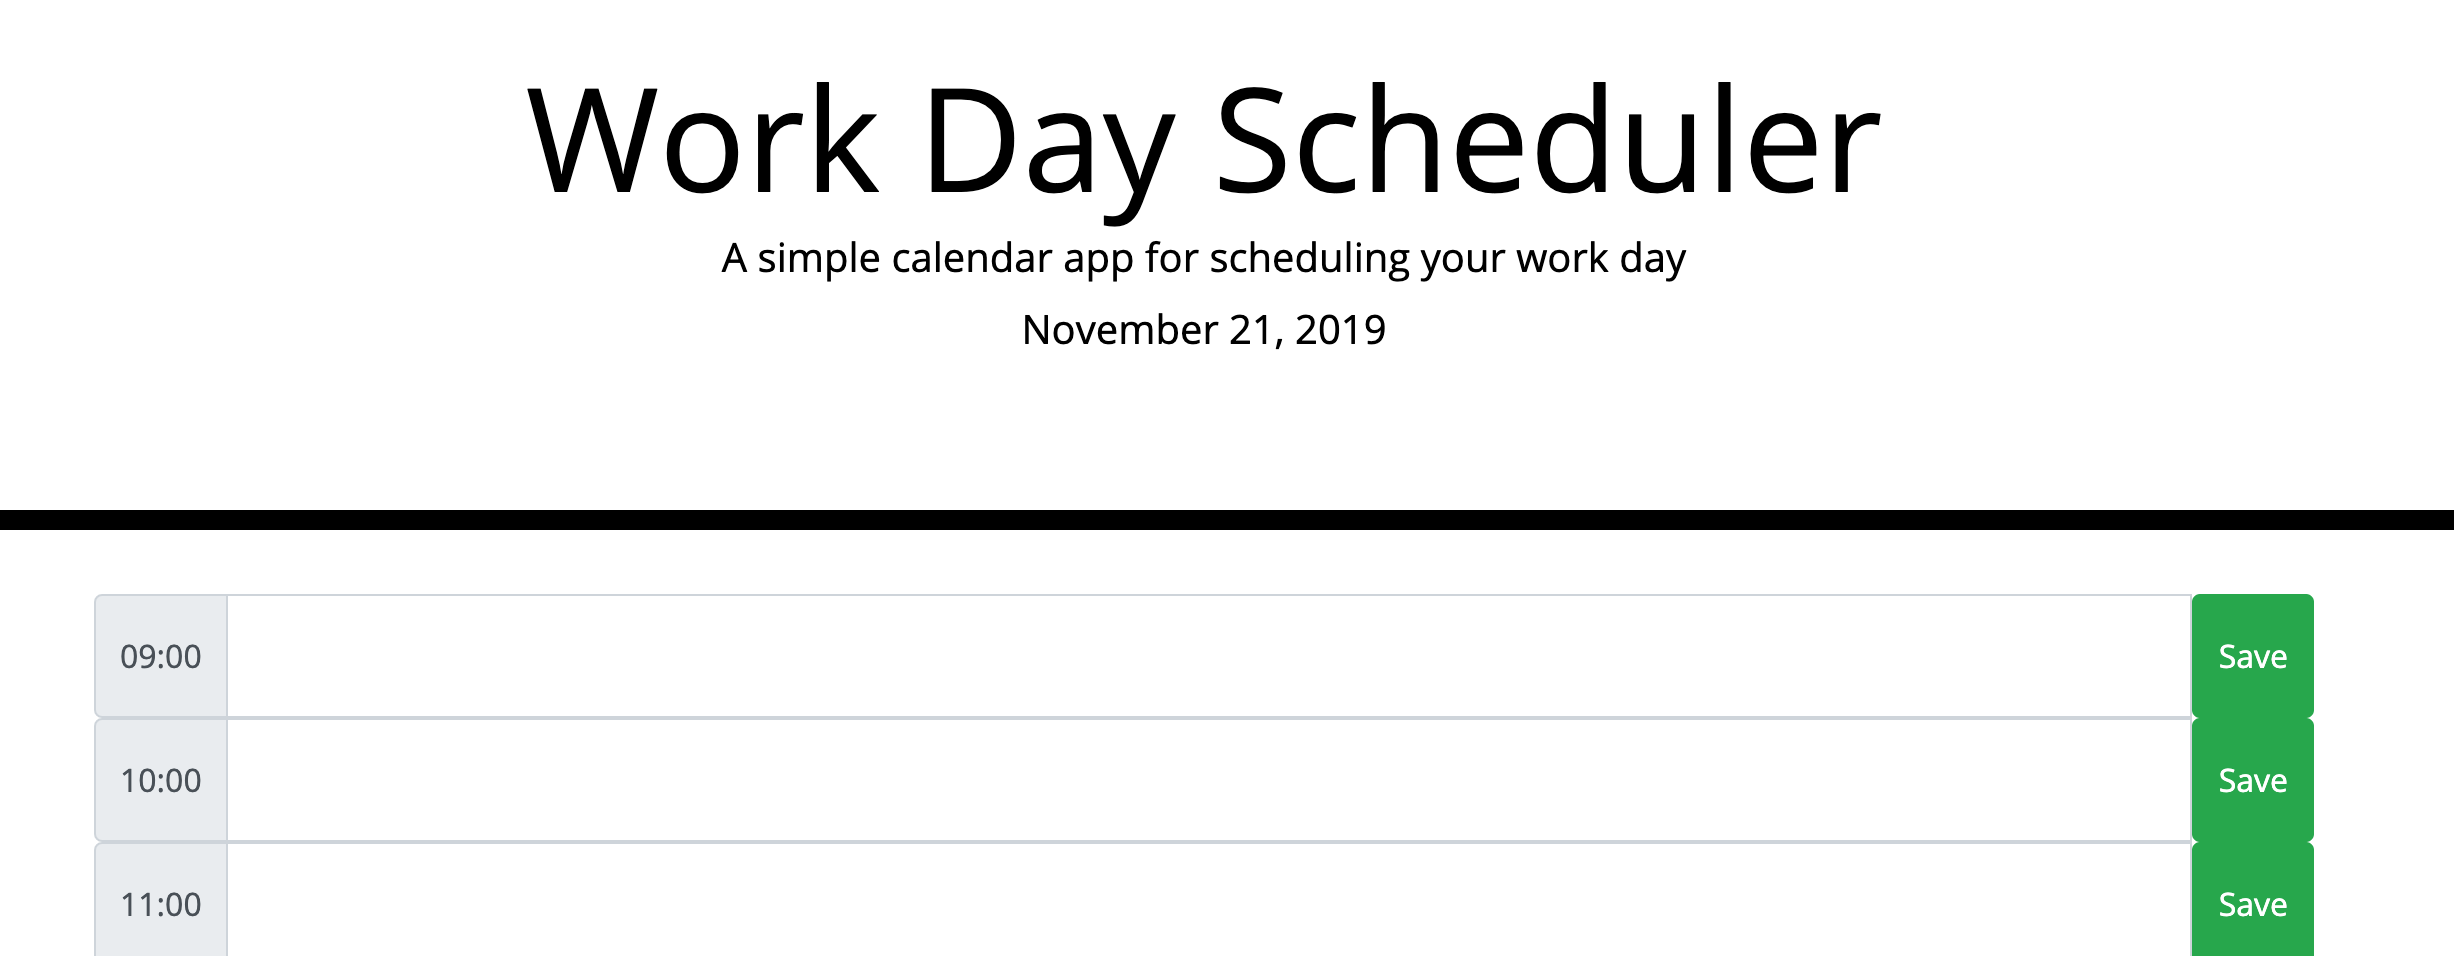 Work Day Scheduler
A simple calendar app for scheduling your work day
November 21, 2019
09:00 Save
10:00 Save
11:00 Save